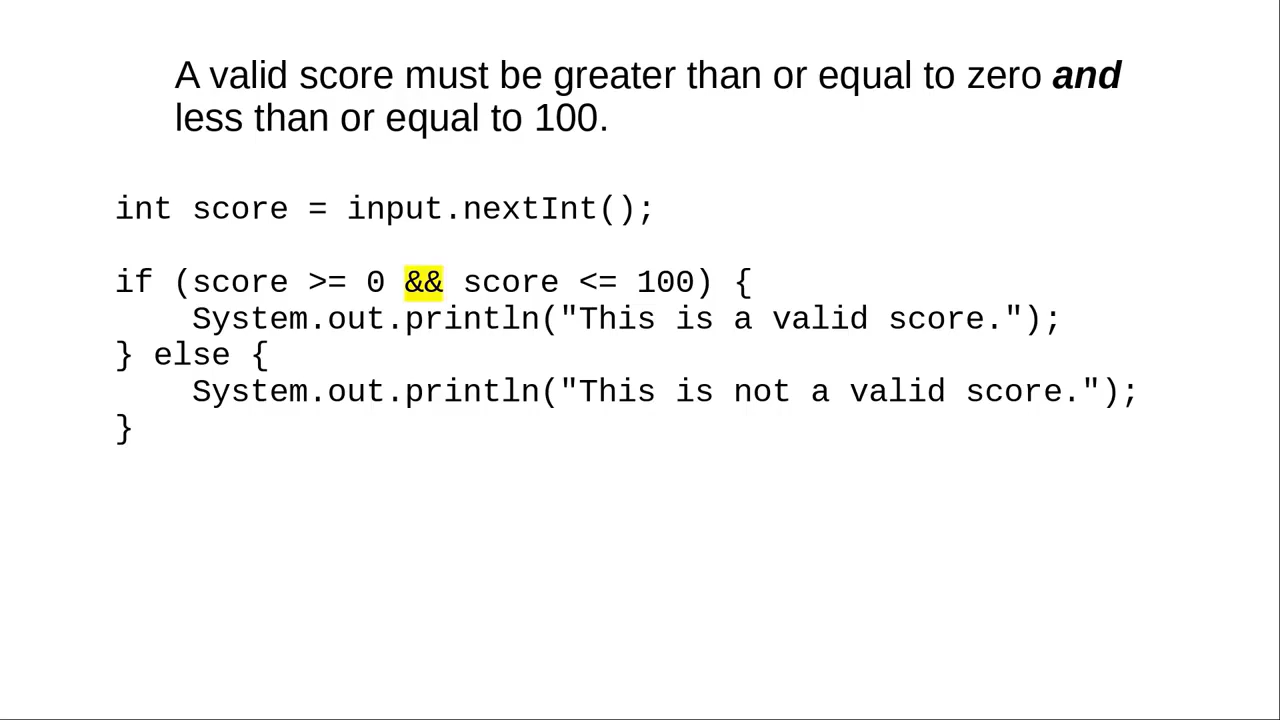 A valid score must be greater than or equal to zero and
less than or equal to 100.
int score = input.nextInt();
if (score >= 0 && score <= 100) {
    System.out.println("This is a valid score.");
} else {
    System.out.println("This is not a valid score.");
}